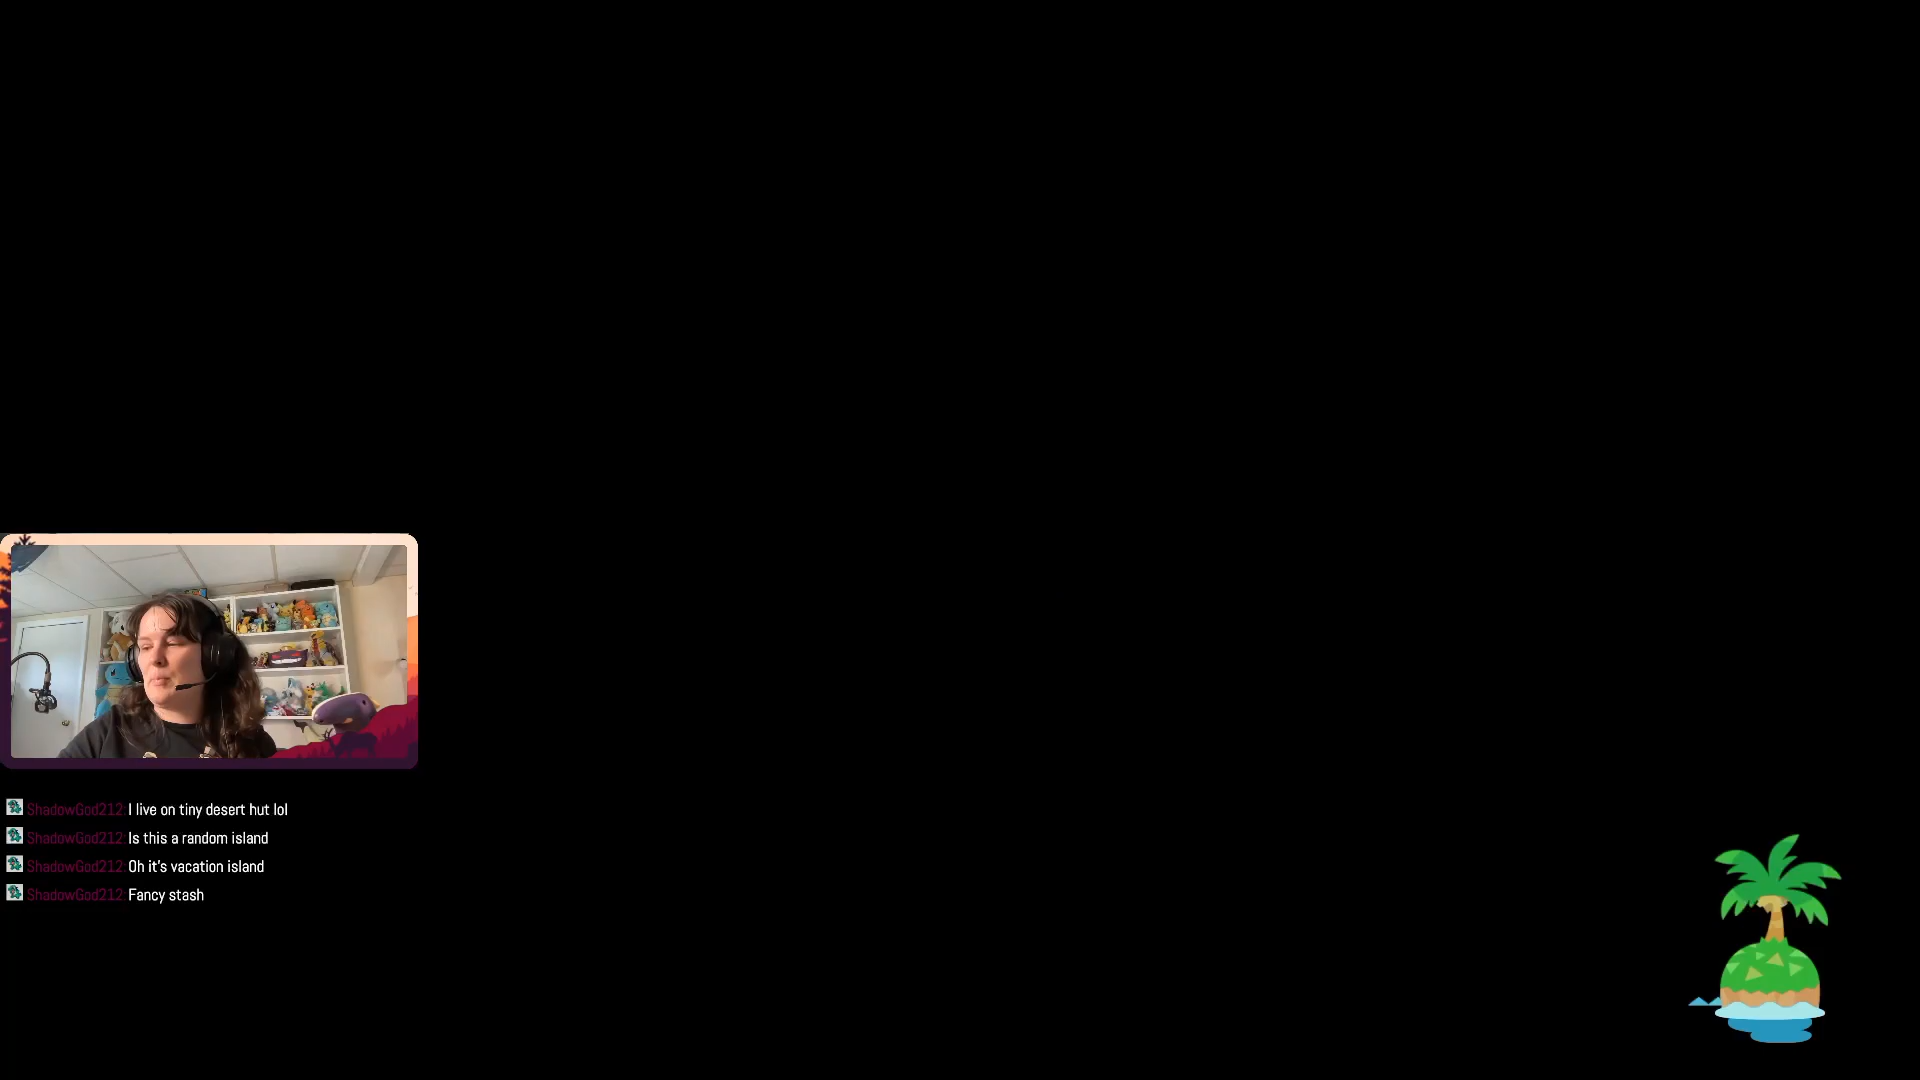 ShadowGod212: I live on tiny desert hut lol
ShadowGod212: Is this a random island
ShadowGod212: Oh it's vacation island
ShadowGod212: Fancy stash